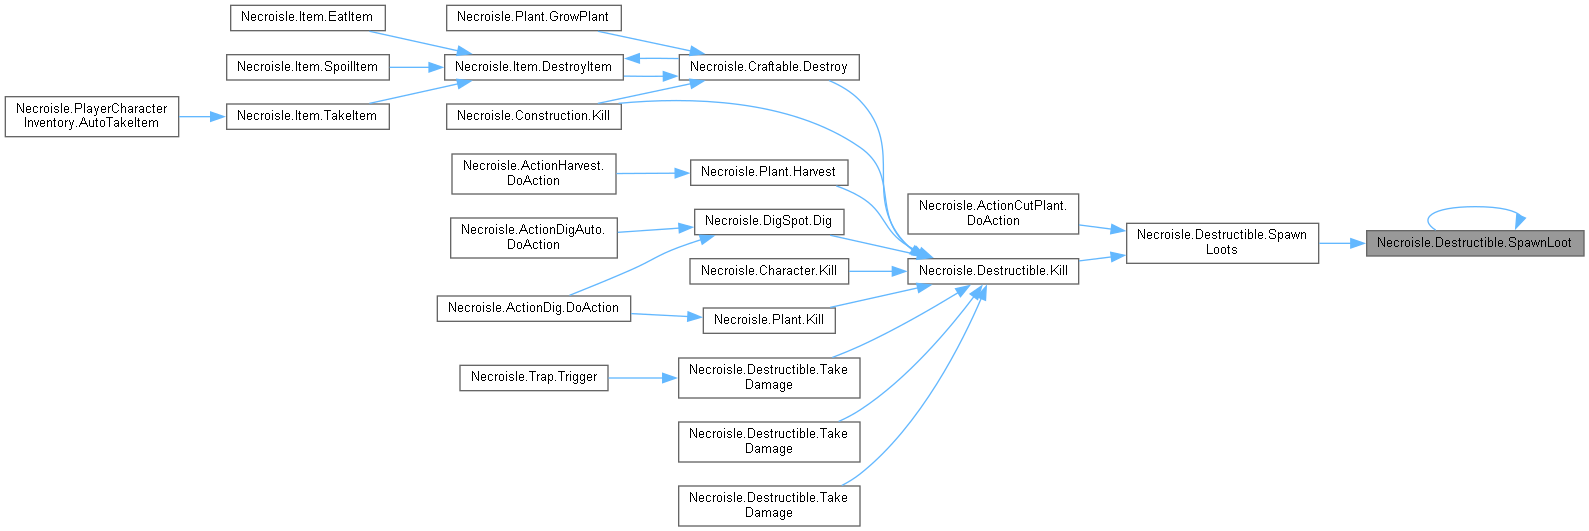 Necroisle.Item.EatItem
Necroisle.Plant.GrowPlant
Necroisle.Item.SpoilItem
Necroisle.Item.DestroyItem
Necroisle.Craftable.Destroy
Necroisle.PlayerCharacter
Inventory.AutoTakeItem
Necroisle.Item.TakeItem
Necroisle.Construction.Kill
Necroisle.ActionHarvest.
DoAction
Necroisle.Plant.Harvest
Necroisle.ActionCutPlant.
DoAction
Necroisle.ActionDigAuto.
DoAction
Necroisle.DigSpot.Dig
Necroisle.Destructible.Spawn
Loots
Necroisle.Destructible.SpawnLoot
Necroisle.Character.Kill
Necroisle.Destructible.Kill
Necroisle.ActionDig.DoAction
Necroisle.Plant.Kill
Necroisle.Trap.Trigger
Necroisle.Destructible.Take
Damage
Necroisle.Destructible.Take
Damage
Necroisle.Destructible.Take
Damage